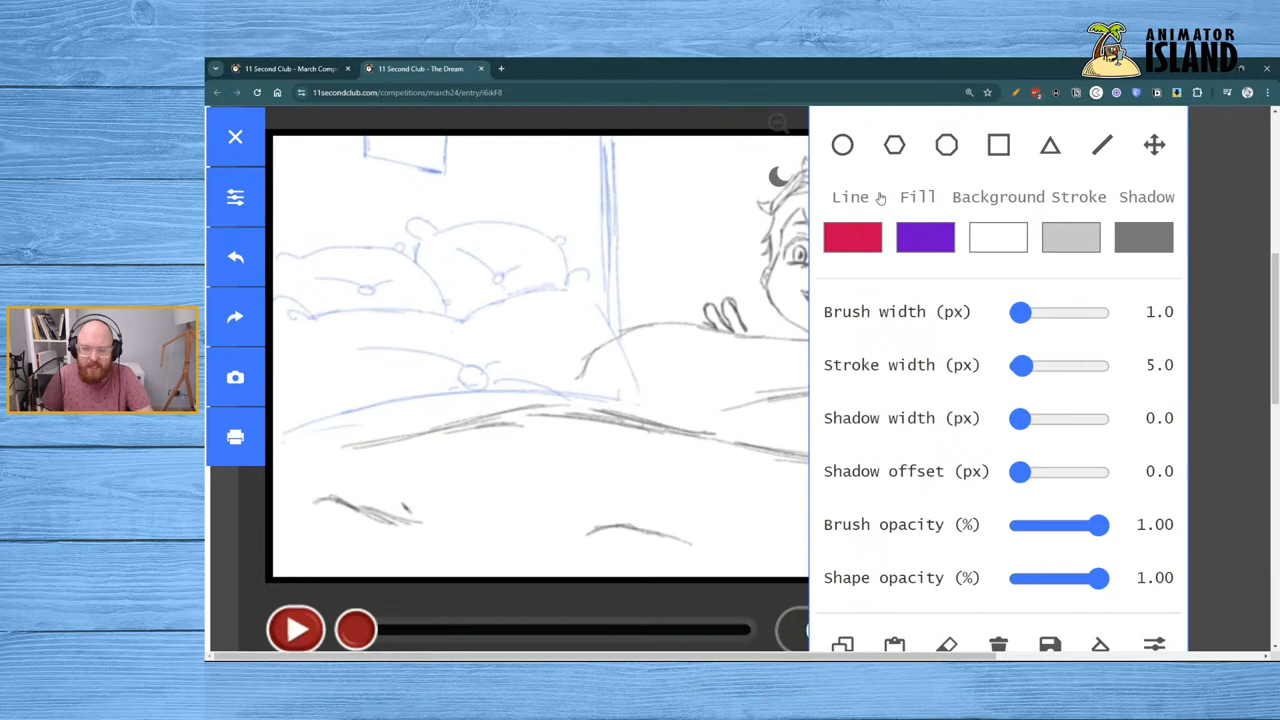 ANIMATOR
ISLAND
11 Second Club - March Comp
11 Second Club - The Dream
11secondclub.com/competitions/march24/entry/i6ikF8
Line
Fill
Background
Stroke
Shadow
Brush width (px)
1.0
Stroke width (px)
5.0
Shadow width (px)
0.0
Shadow offset (px)
0.0
Brush opacity (%)
1.00
Shape opacity (%)
1.00